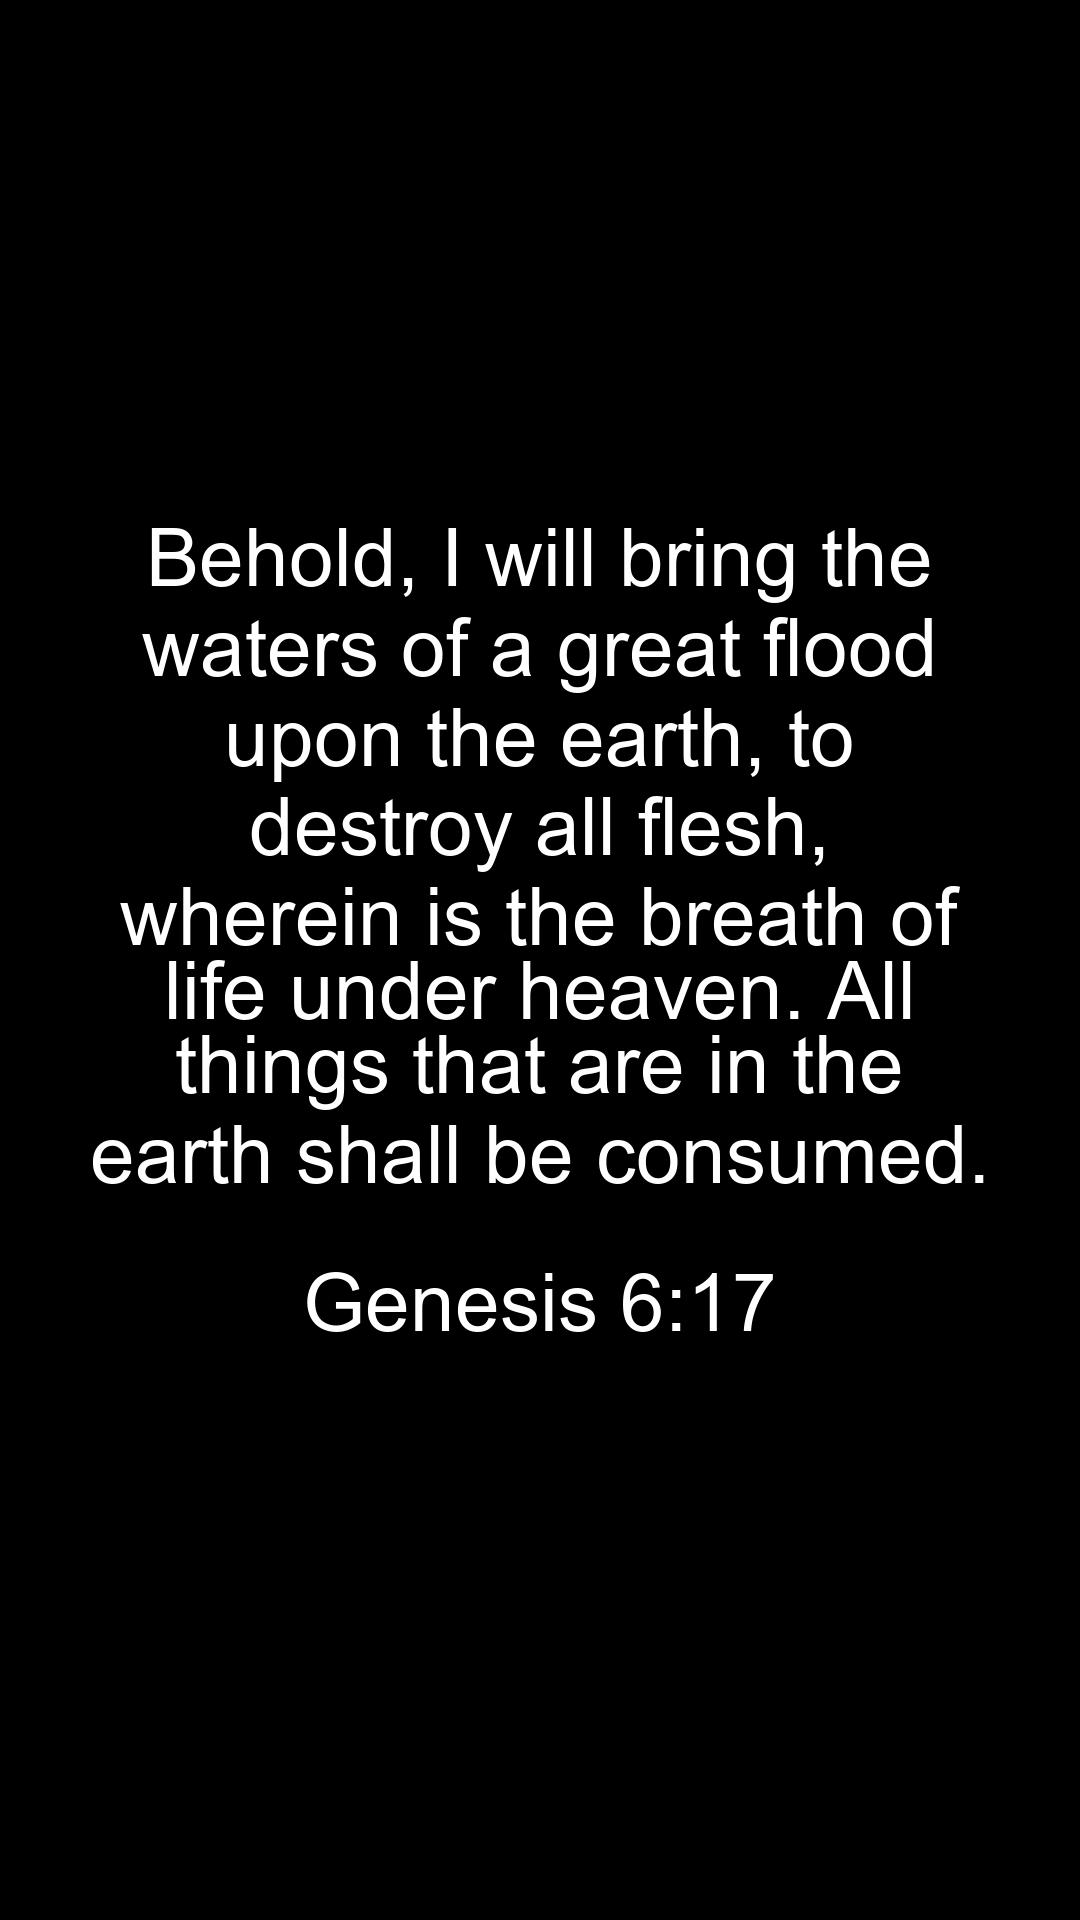 Behold, I will bring the
waters of a great flood
upon the earth, to
destroy all flesh,
wherein is the breath of
life under heaven. All
things that are in the
earth shall be consumed.
Genesis 6:17